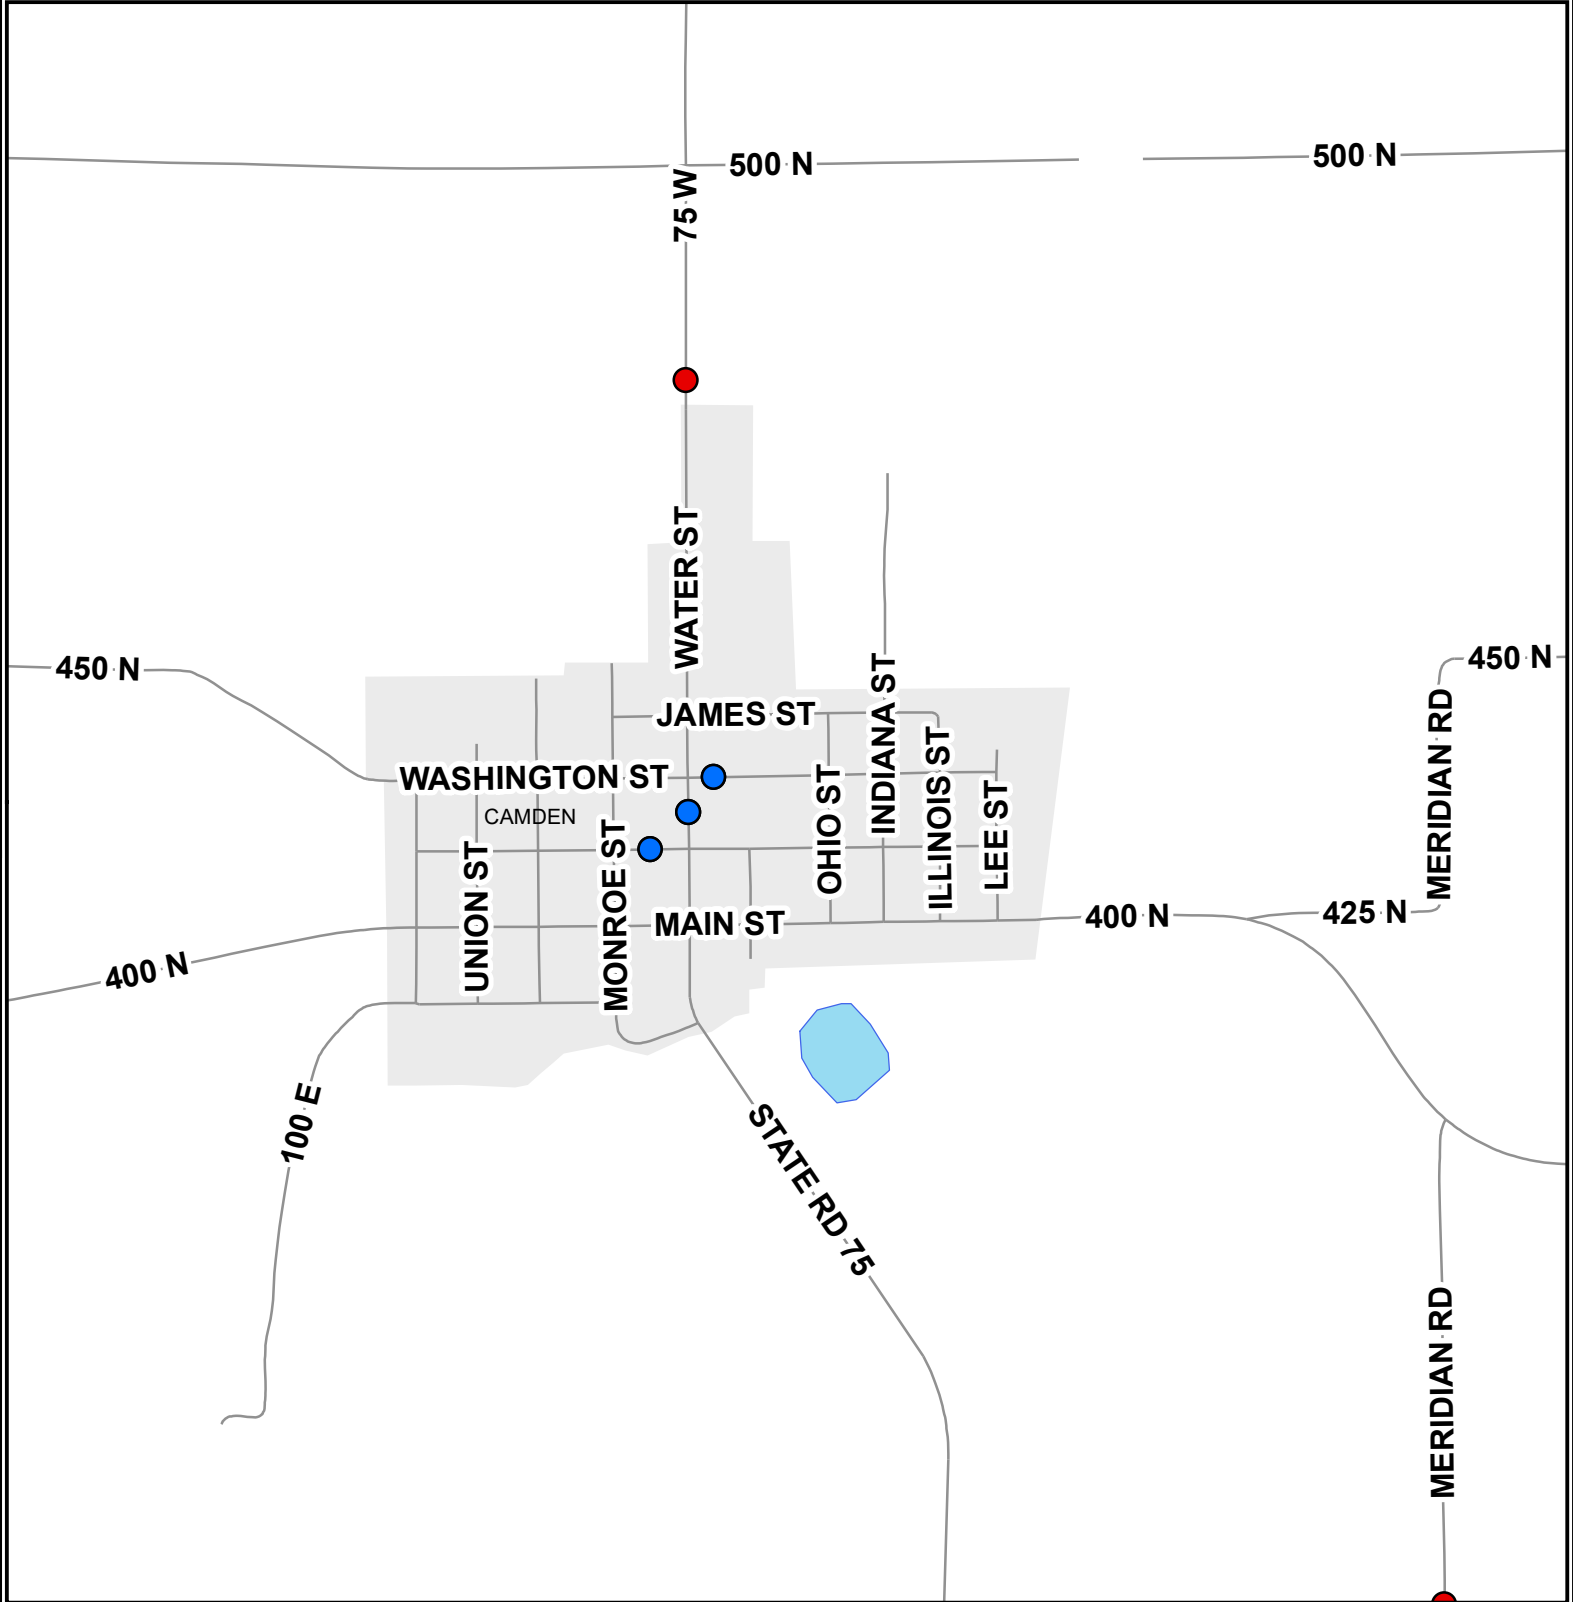 500 N
500 N
75 W
WATER ST
450 N
450 N
JAMES ST
INDIANA ST
MERIDIAN RD
WASHINGTON ST
OHIO ST
ILLINOIS ST
LEE ST
CAMDEN
UNION ST
MONROE ST
MAIN ST
400 N
425 N
400 N
100 E
STATE RD 75
MERIDIAN RD